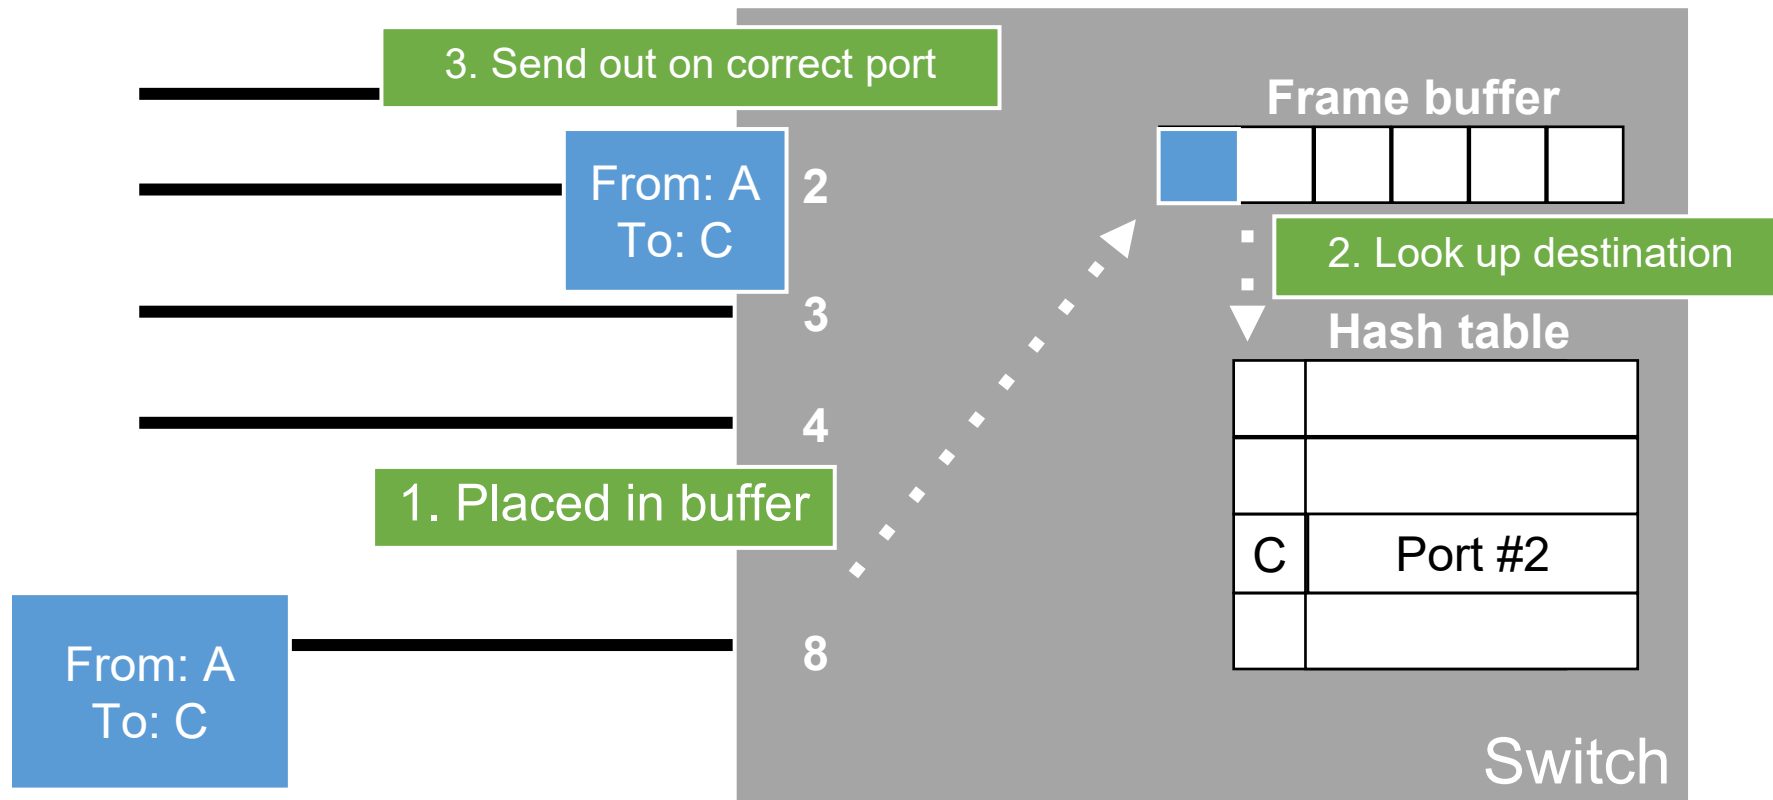 3. Send out on correct port
Frame buffer
From: A
To: C
2
2. Look up destination
3
Hash table
4
1. Placed in buffer
C
Port #2
From: A
To: C
8
Switch